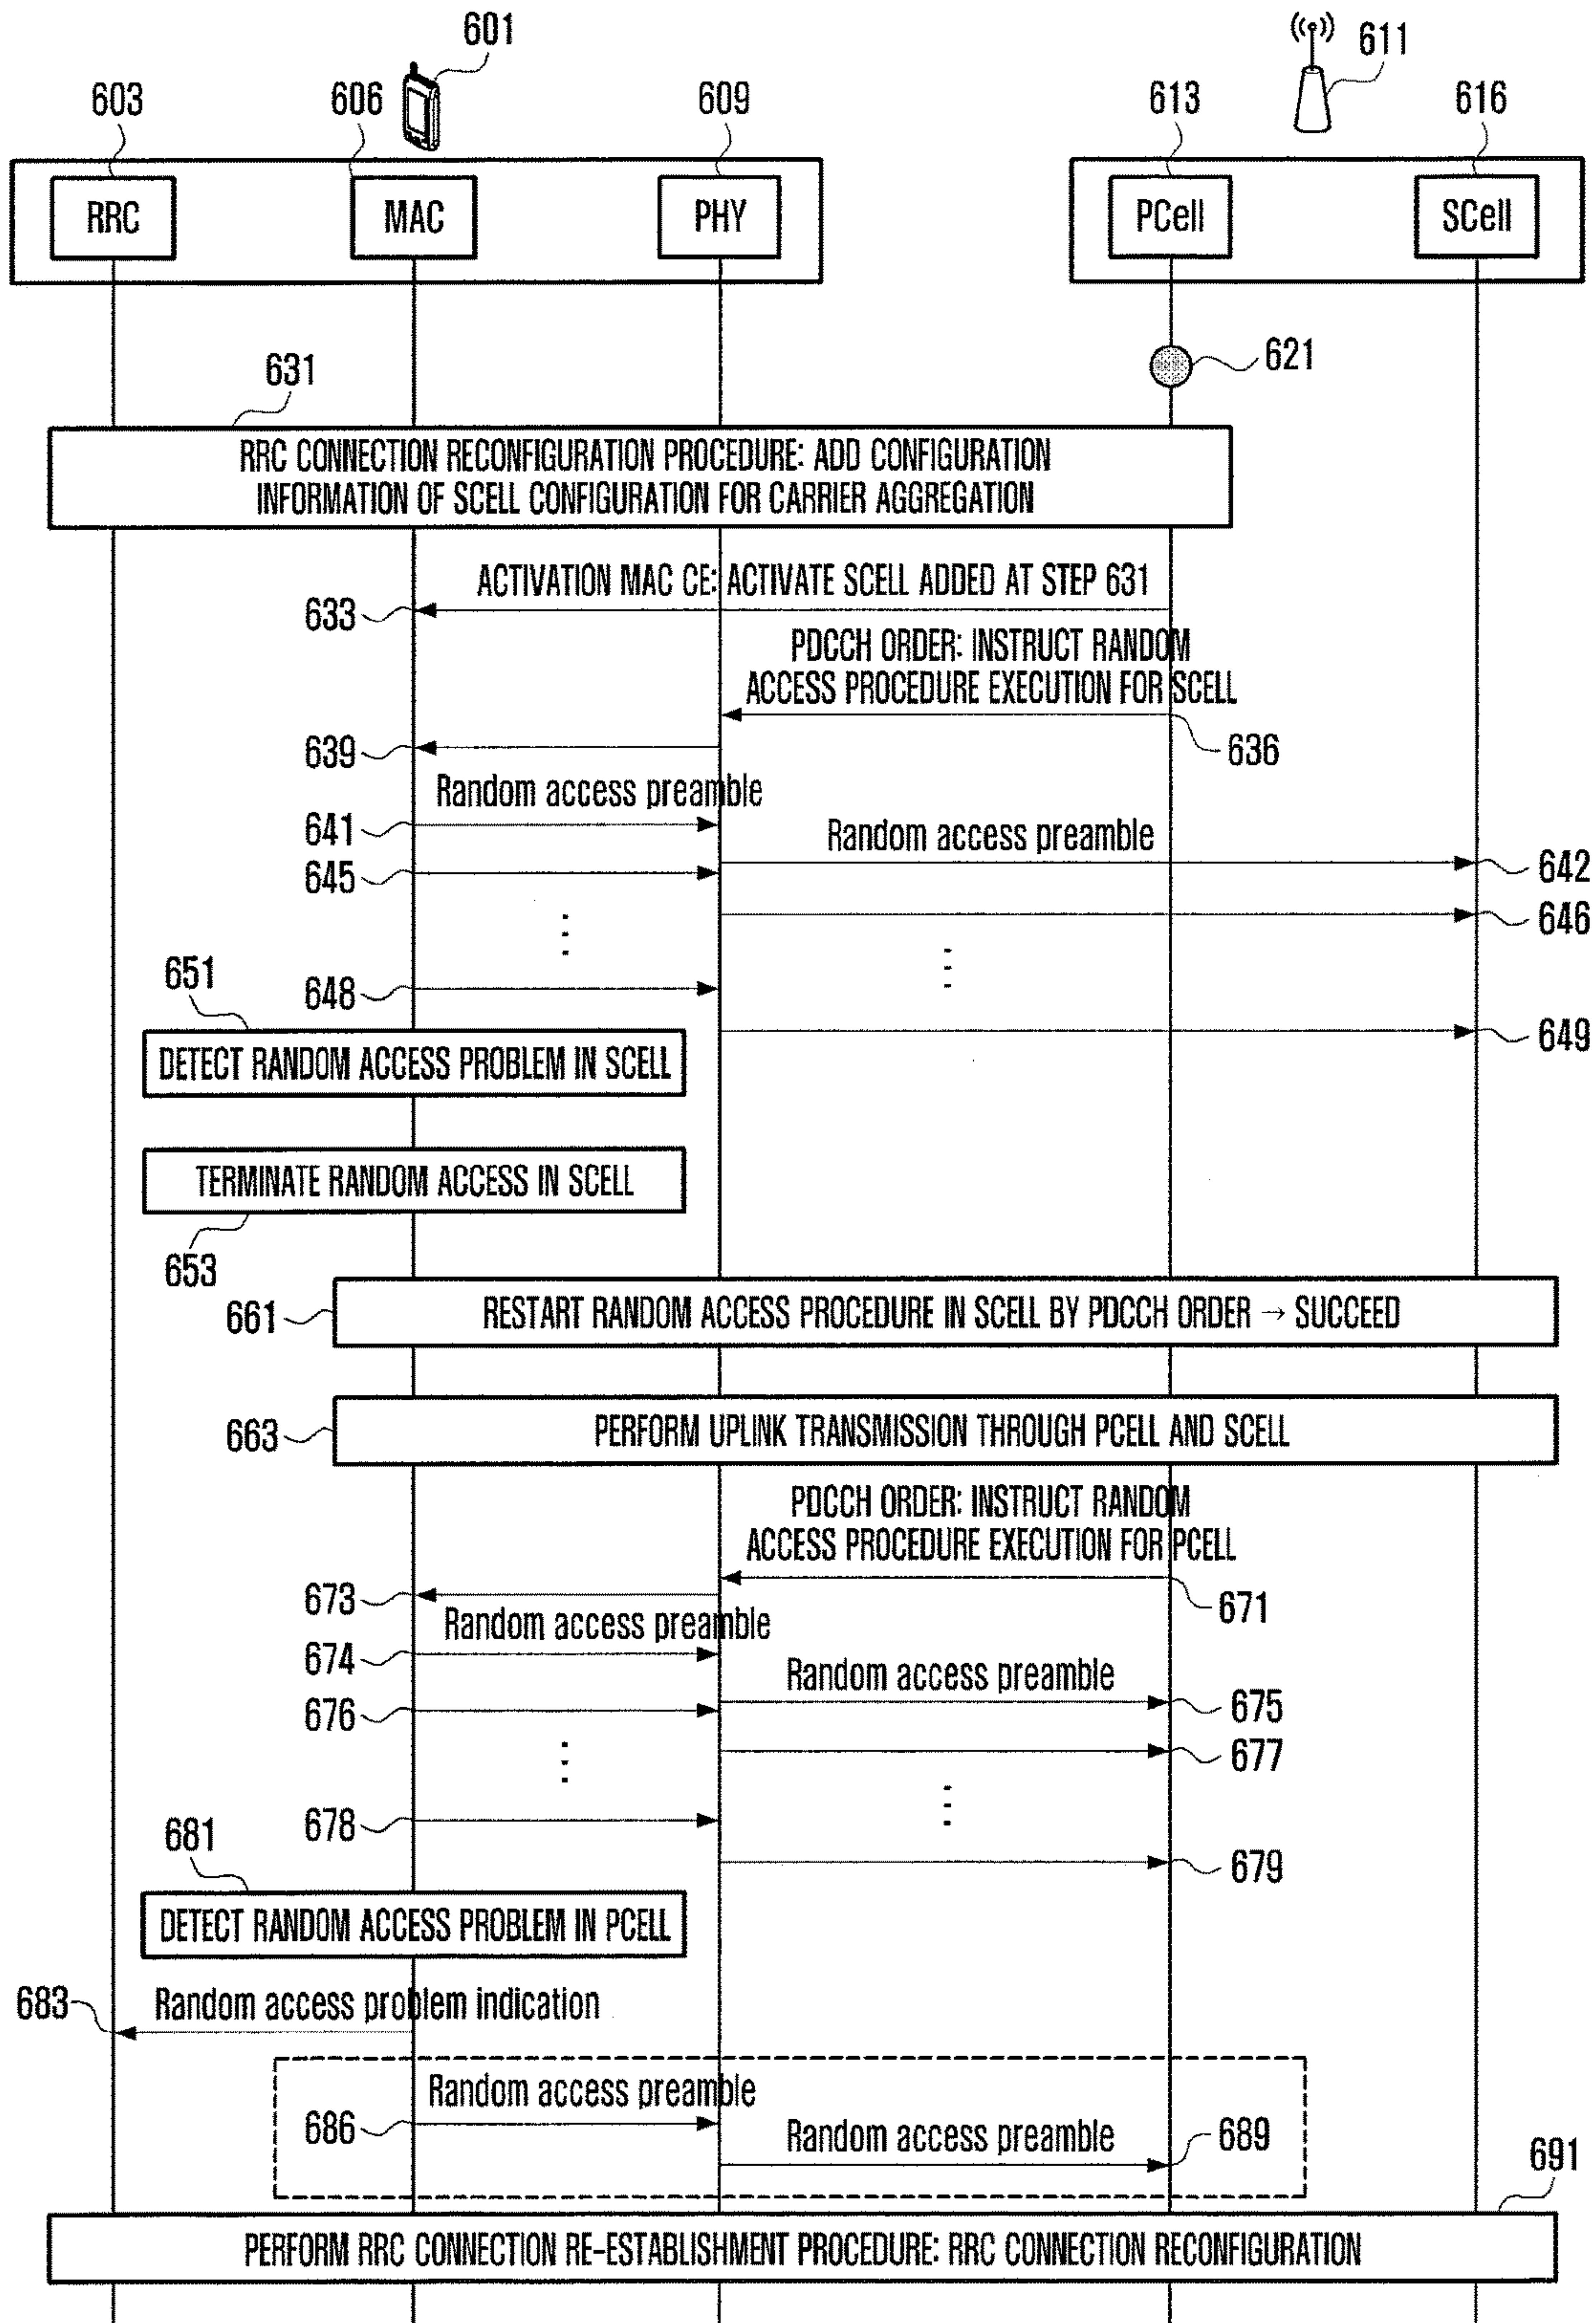 601
611
603
606
609
613
616
RRC
MAC
PHY
PCell
SCell
621
631
RRC CONNECTION RECONFIGURATION PROCEDURE: ADD CONFIGURATION
INFORMATION OF SCELL CONFIGURATION FOR CARRIER AGGREGATION
ACTIVATION MAC CE: ACTIVATE SCELL ADDED AT STEP 631
633
PDCCH ORDER: INSTRUCT RANDOM
ACCESS PROCEDURE EXECUTION FOR SCELL
639
636
Random access preamble
641
Random access preamble
645
642
646
651
648
649
DETECT RANDOM ACCESS PROBLEM IN SCELL
TERMINATE RANDOM ACCESS IN SCELL
653
661
RESTART RANDOM ACCESS PROCEDURE IN SCELL BY PDCCH ORDER → SUCCEED
663
PERFORM UPLINK TRANSMISSION THROUGH PCELL AND SCELL
PDCCH ORDER: INSTRUCT RANDOM
ACCESS PROCEDURE EXECUTION FOR PCELL
673
671
Random access preamble
674
Random access preamble
676
675
677
678
681
679
DETECT RANDOM ACCESS PROBLEM IN PCELL
683
Random access problem indication
Random access preamble
686
Random access preamble
689
691
PERFORM RRC CONNECTION RE-ESTABLISHMENT PROCEDURE: RRC CONNECTION RECONFIGURATION